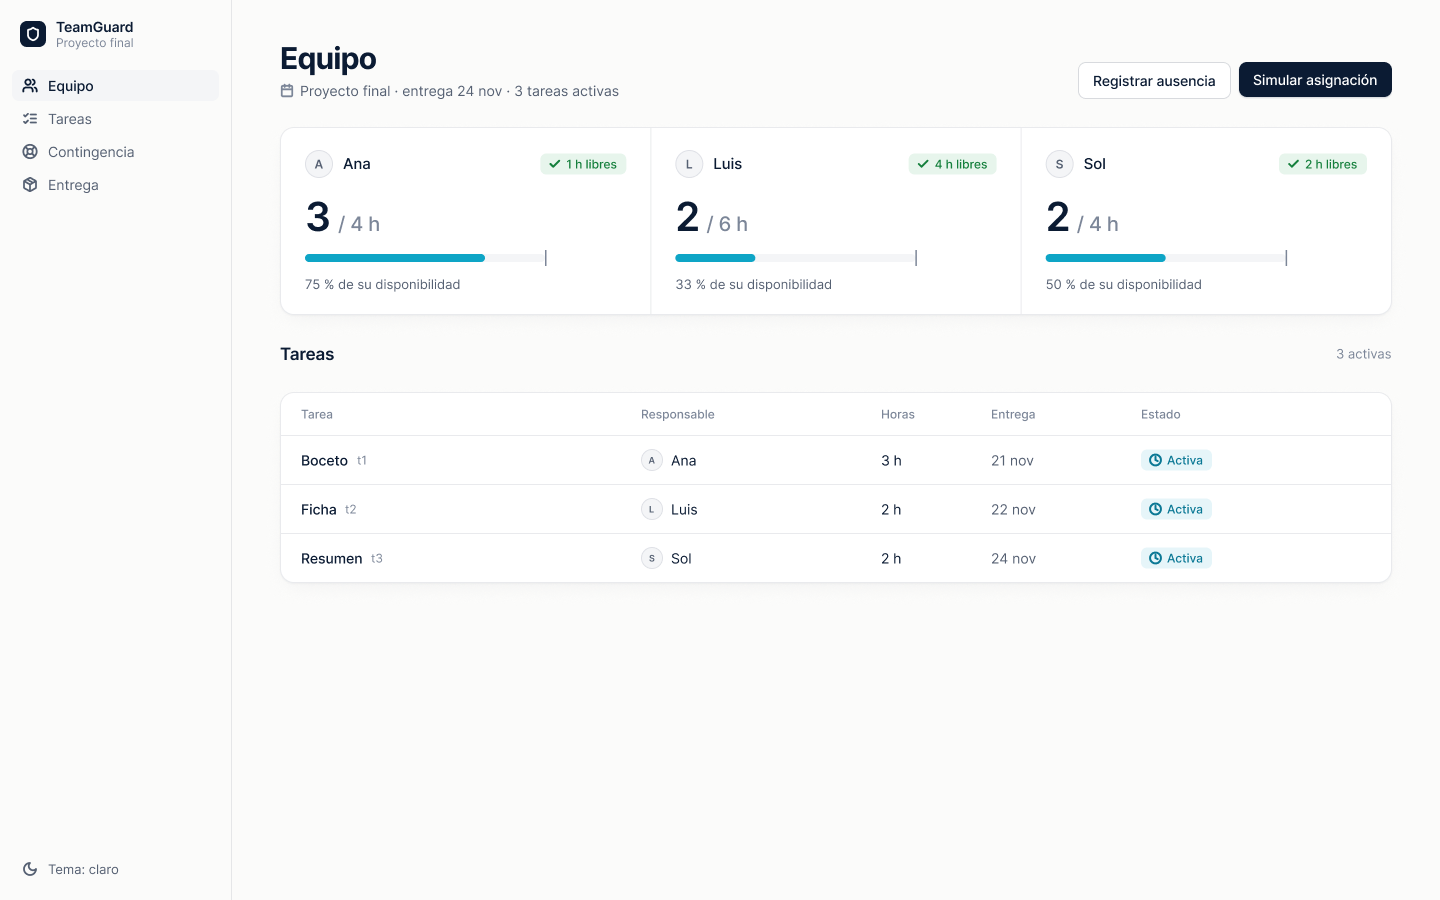 TeamGuard
Proyecto final
Equipo
Tareas
Contingencia
Entrega
Tema: claro
Equipo
Proyecto final · entrega 24 nov · 3 tareas activas
Registrar ausencia
Simular asignación
A Ana 1 h libres
3 / 4 h
75 % de su disponibilidad
L Luis 4 h libres
2 / 6 h
33 % de su disponibilidad
S Sol 2 h libres
2 / 4 h
50 % de su disponibilidad
Tareas 3 activas
Tarea Responsable Horas Entrega Estado
Boceto t1 A Ana 3 h 21 nov Activa
Ficha t2 L Luis 2 h 22 nov Activa
Resumen t3 S Sol 2 h 24 nov Activa